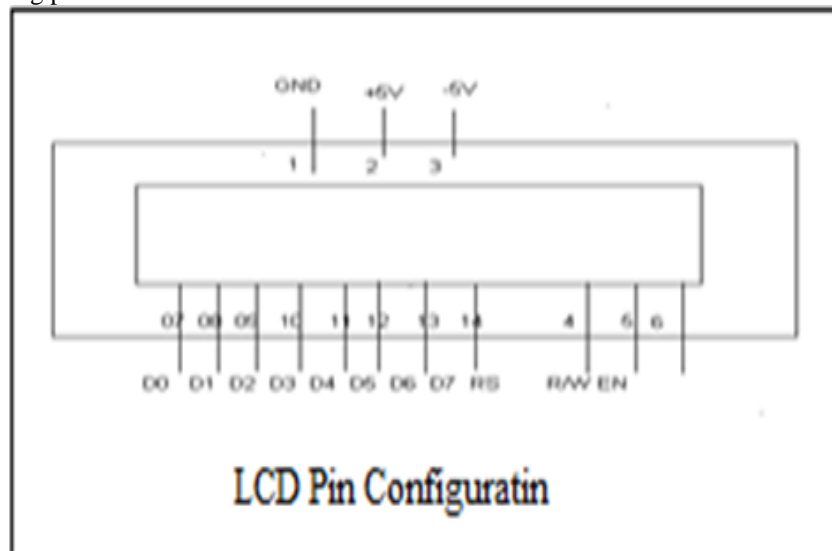 GND +5V -5V
1 2 3
07 08 09 10 11 12 13 14 4 5 6
D0 D1 D2 D3 D4 D5 D6 D7 RS R/W EN
LCD Pin Configuratin